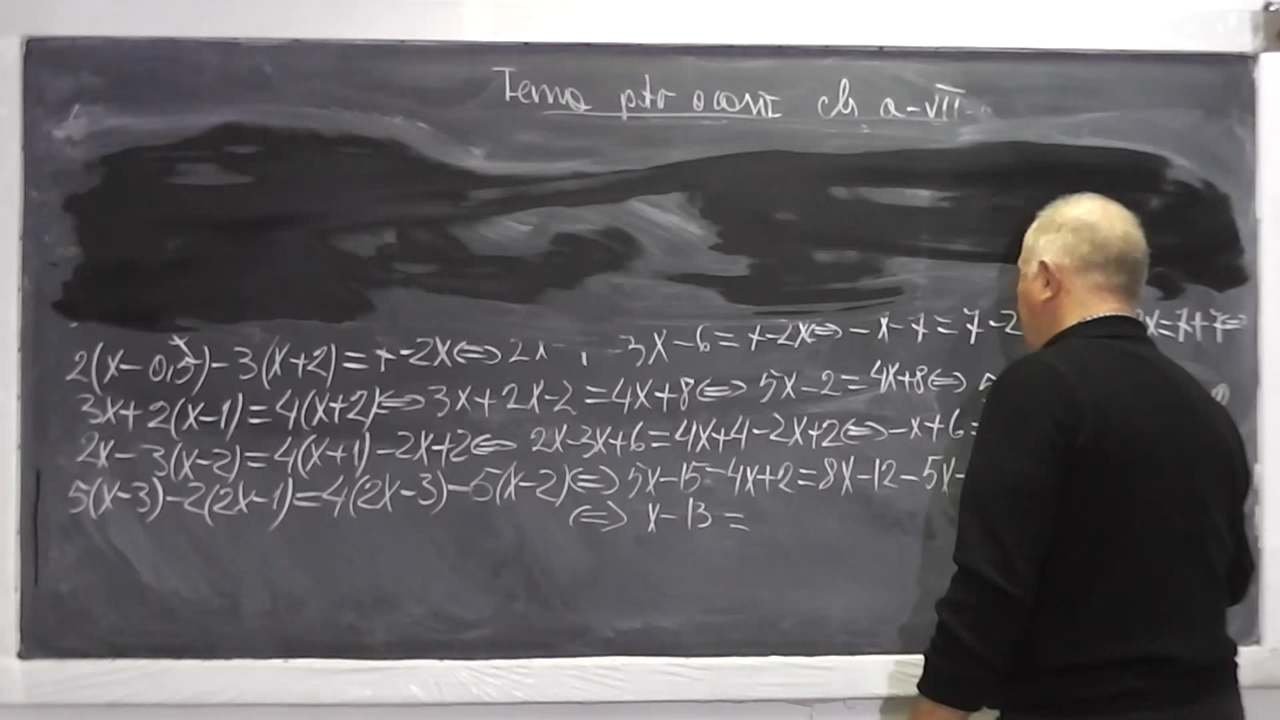 Tema ptr acasă cls a-VII-
2(x-0,5)-3(x+2)=7-2x⇔2x 3x-6=7-2x⇔-x-7=7-2 x=7+7⇔
3x+2(x-1)=4(x+2)⇔3x+2x-2=4x+8⇔5x-2=4x+8⇔
2x-3(x-2)=4(x+1)-2x+2⇔2x-3x+6=4x+4-2x+2⇔-x+6=
5(x-3)-2(2x-1)=4(2x-3)-5(x-2)⇔5x-15-4x+2=8x-12-5x
⇔x-13=